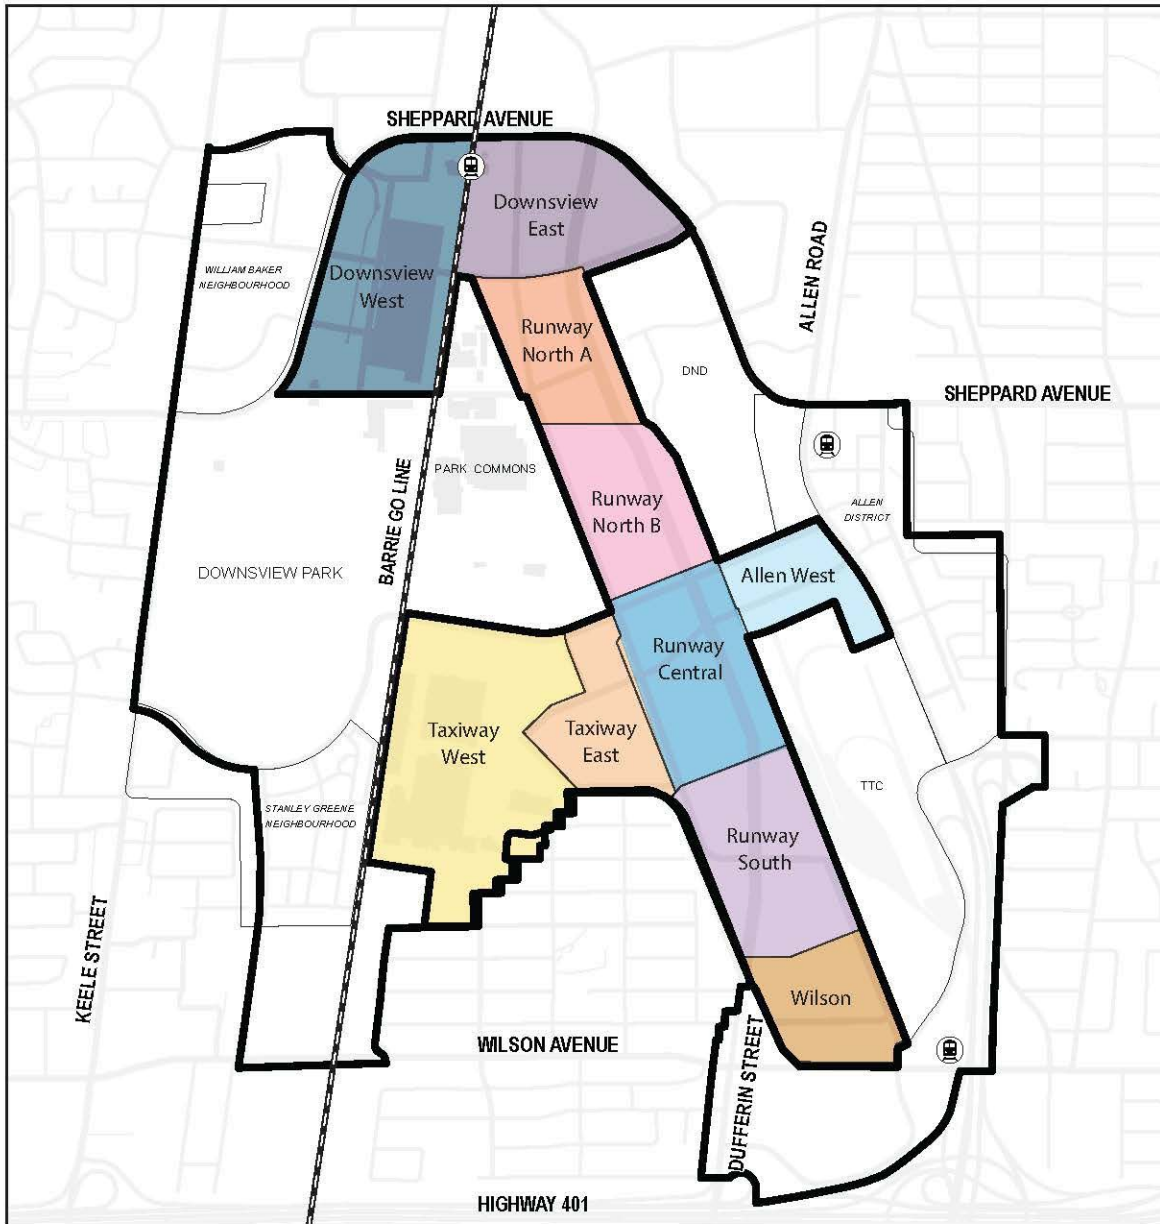 SHEPPARD AVENUE
Downsview
East
WILLIAM BAKER
NEIGHBOURHOOD
Downsview
West
ALLEN ROAD
Runway
North A
DND
SHEPPARD AVENUE
PARK COMMONS
BARRIE GO LINE
Runway
North B
ALLEN
DISTRICT
DOWNSVIEW PARK
Allen West
Runway
Central
Taxiway
West
Taxiway
East
TTC
STANLEY GREENE
NEIGHBOURHOOD
Runway
South
KEELE STREET
Wilson
WILSON AVENUE
DUFFERIN STREET
HIGHWAY 401